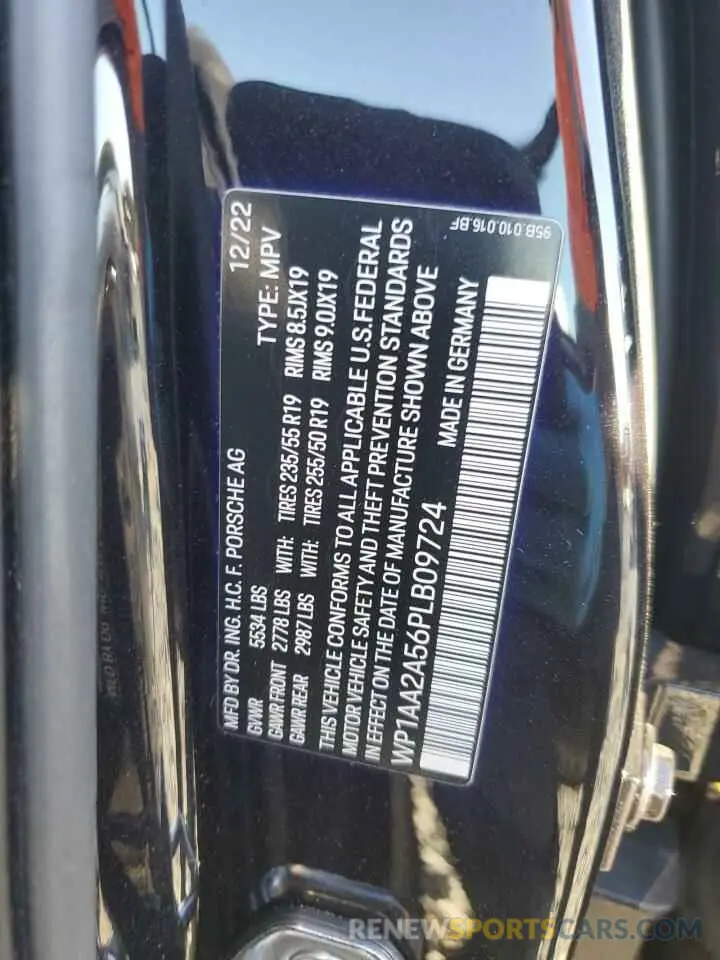 MFD BY DR. ING. H.C. F. PORSCHE AG 12/22
GVWR 5534 LBS TYPE: MPV
GAWR FRONT 2778 LBS WITH: TIRES 235/55 R19 RIMS 8.5JX19
GAWR REAR 2987 LBS WITH: TIRES 255/50 R19 RIMS 9.0JX19
THIS VEHICLE CONFORMS TO ALL APPLICABLE U.S.FEDERAL
MOTOR VEHICLE SAFETY AND THEFT PREVENTION STANDARDS
IN EFFECT ON THE DATE OF MANUFACTURE SHOWN ABOVE
WP1AA2A56PLB09724 MADE IN GERMANY
95B.010.016.BF
RENEWSPORTSCARS.COM